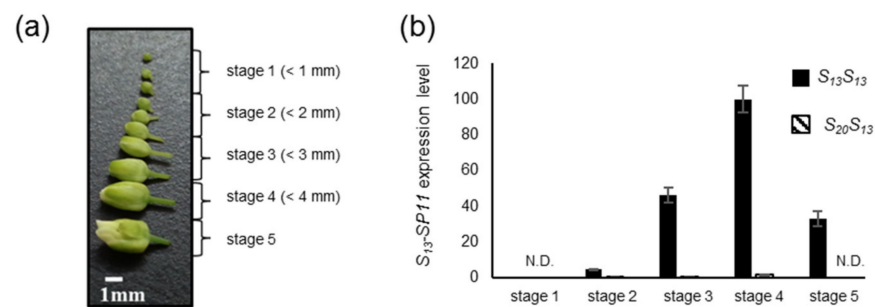 (a)
stage 1 (< 1 mm)
stage 2 (< 2 mm)
stage 3 (< 3 mm)
stage 4 (< 4 mm)
stage 5
1mm
(b)
S13-SP11 expression level
120
100
80
60
40
20
0
N.D.
N.D.
S13S13
S20S13
stage 1 stage 2 stage 3 stage 4 stage 5